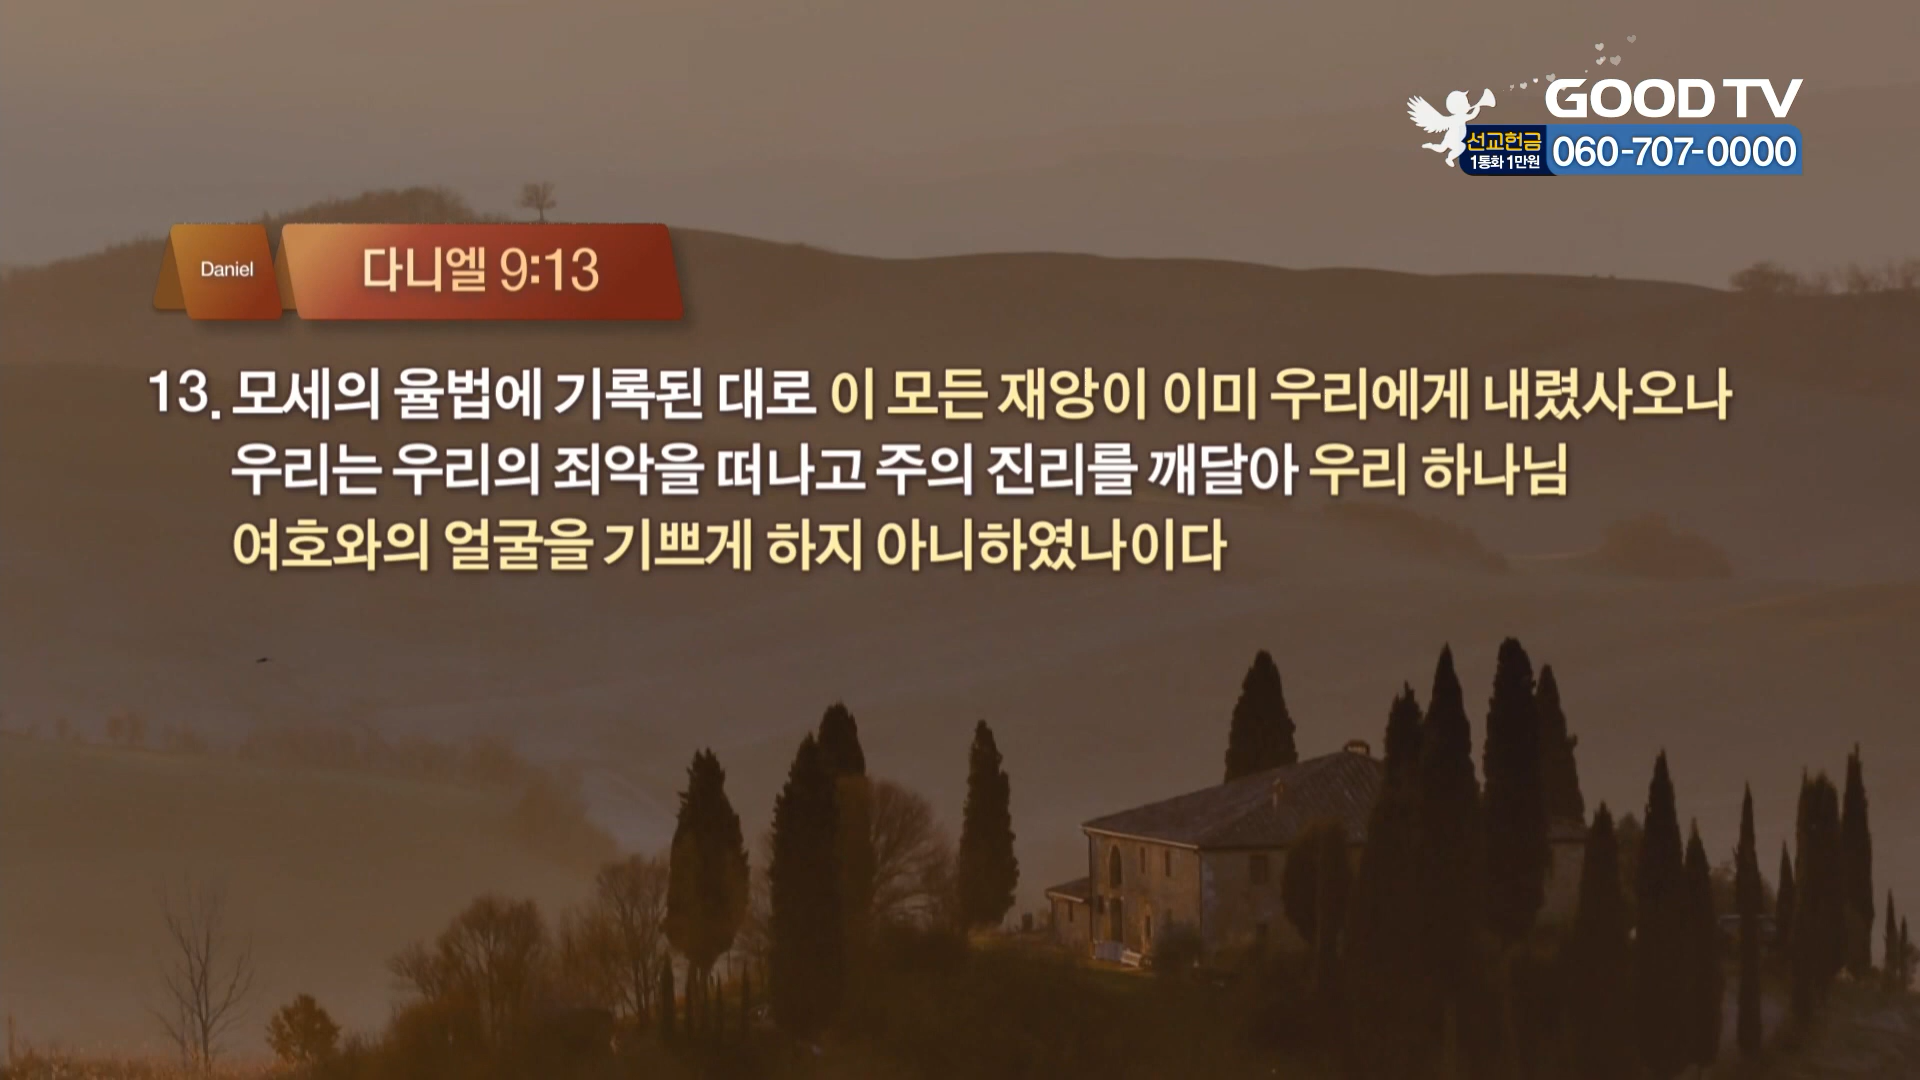 GOOD TV
선교헌금
1통화 1만원
060-707-0000
Daniel
다니엘 9:13
13. 모세의 율법에 기록된 대로 이 모든 재앙이 이미 우리에게 내렸사오나
우리는 우리의 죄악을 떠나고 주의 진리를 깨달아 우리 하나님
여호와의 얼굴을 기쁘게 하지 아니하였나이다